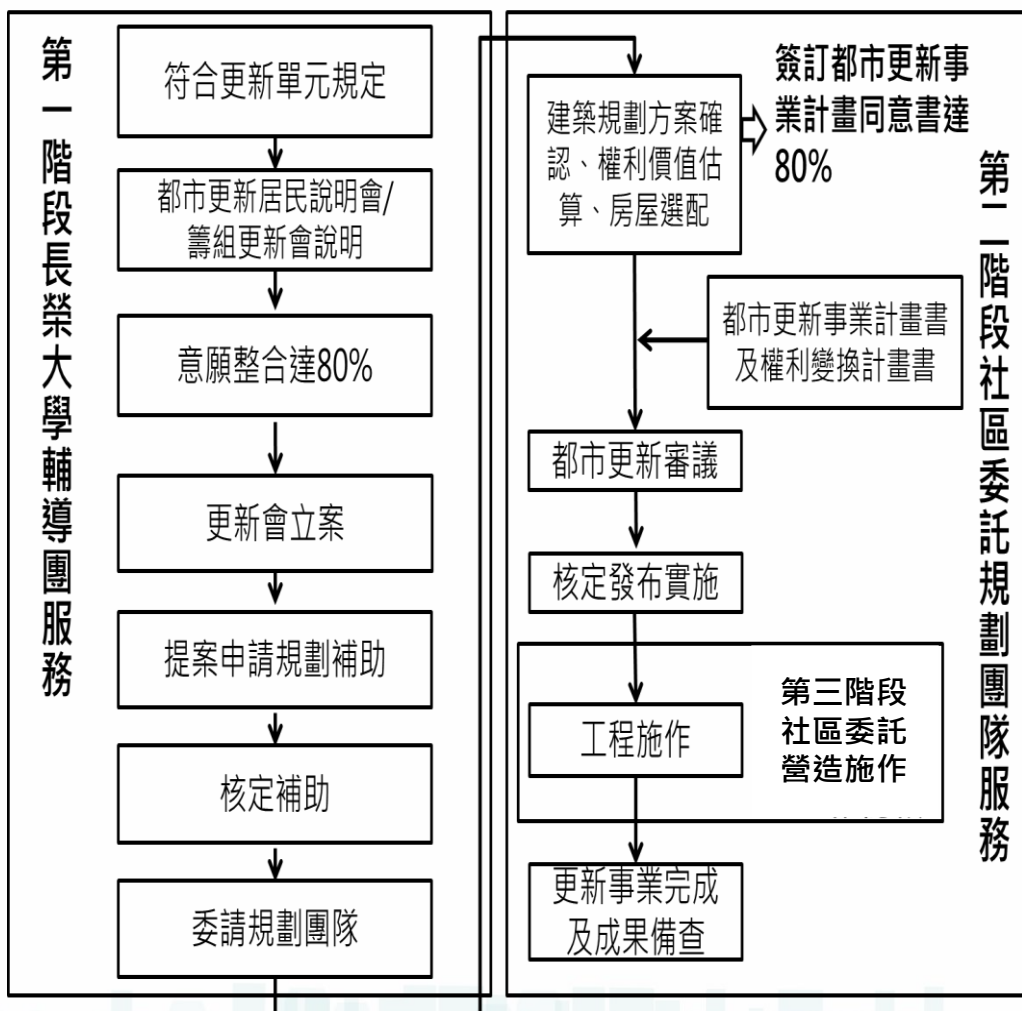 第一階段長榮大學輔導團服務
符合更新單元規定
都市更新居民說明會/
籌組更新會說明
意願整合達80%
更新會立案
提案申請規劃補助
核定補助
委請規劃團隊
第二階段社區委託規劃團隊服務
建築規劃方案確
認、權利價值估
算、房屋選配
簽訂都市更新事
業計畫同意書達
80%
都市更新事業計畫書
及權利變換計畫書
都市更新審議
核定發布實施
工程施作
第三階段
社區委託
營造施作
更新事業完成
及成果備查